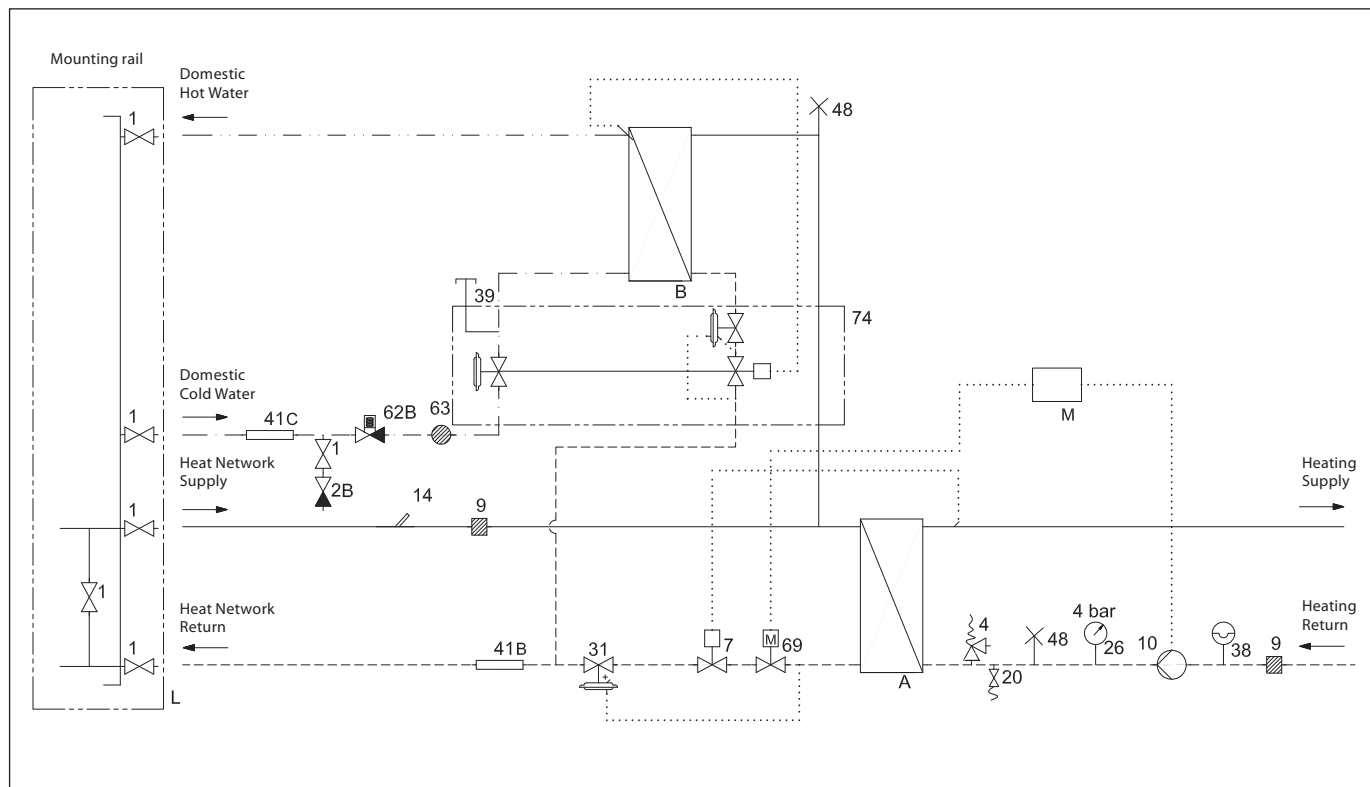 Mounting rail
Domestic
Hot Water
1
48
B
39
74
Domestic
Cold Water
1
41C
62B
63
M
1
2B
Heat Network
Supply
1
14
9
Heating
Supply
1
Heat Network
Return
1
41B
31
7
M
69
A
4
20
48
4 bar
26
10
38
9
Heating
Return
L
+